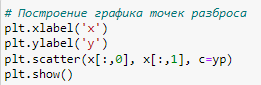 # Построение графика точек разброса
plt.xlabel('x')
plt.ylabel('y')
plt.scatter(x[:,0], x[:,1], c=yp)
plt.show()